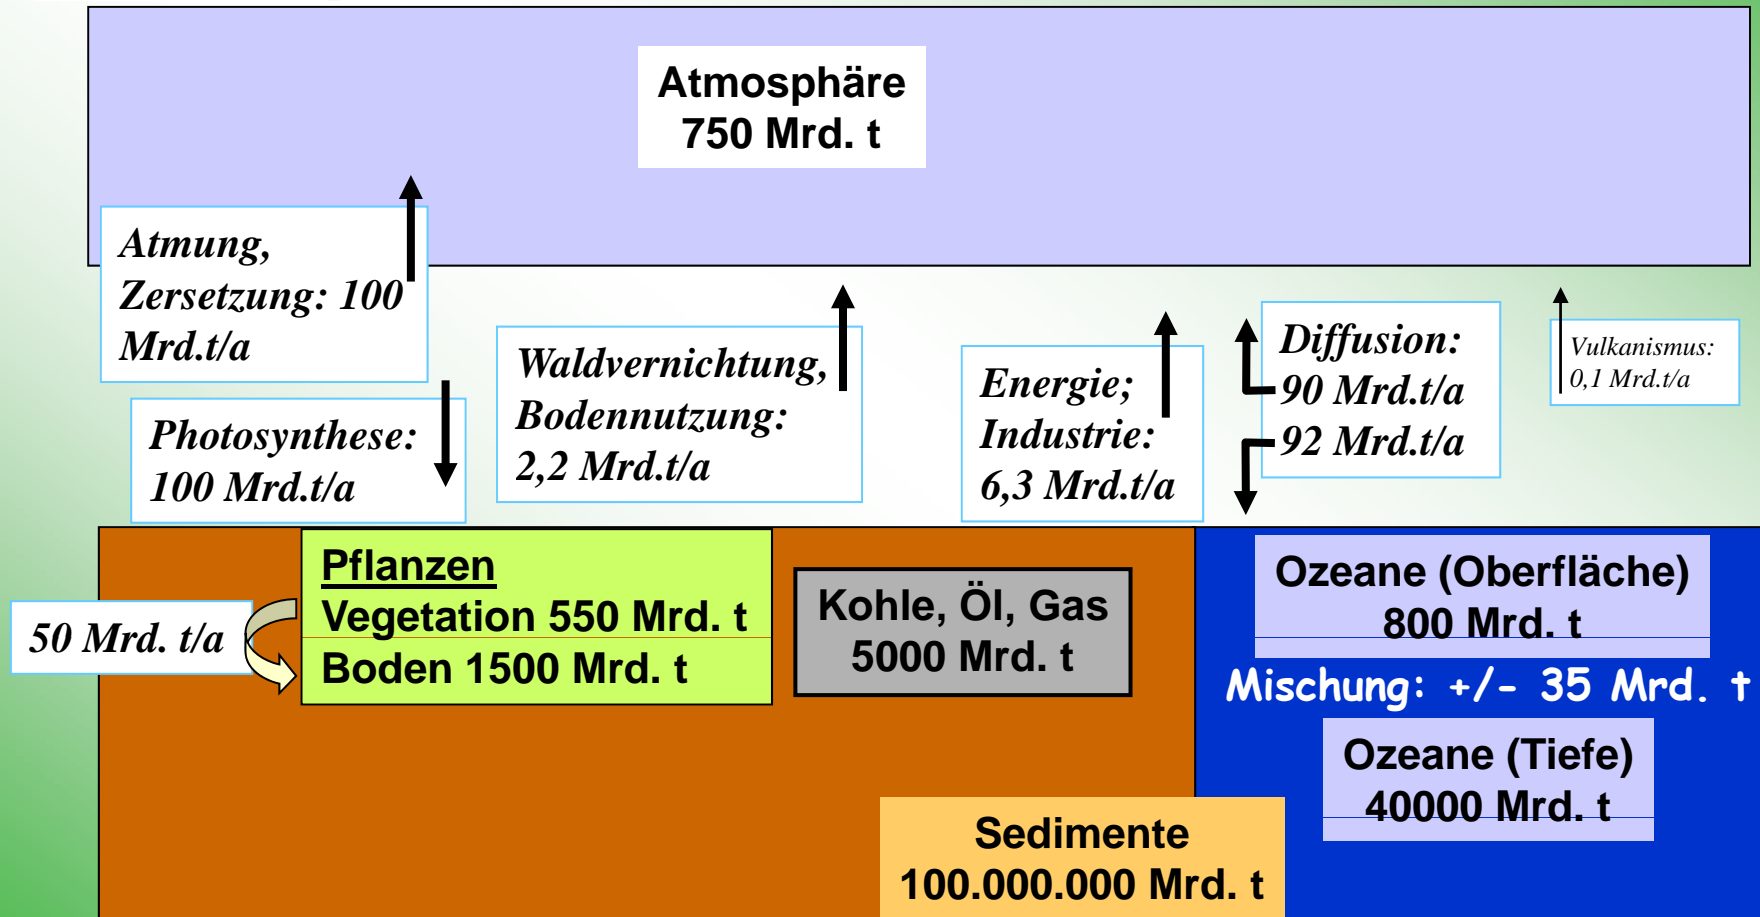 Atmosphäre
750 Mrd. t
Atmung,
Zersetzung: 100
Mrd.t/a
Photosynthese:
100 Mrd.t/a
Waldvernichtung,
Bodennutzung:
2,2 Mrd.t/a
Energie;
Industrie:
6,3 Mrd.t/a
Diffusion:
90 Mrd.t/a
92 Mrd.t/a
Vulkanismus:
0,1 Mrd.t/a
50 Mrd. t/a
Pflanzen
Vegetation 550 Mrd. t
Boden 1500 Mrd. t
Kohle, Öl, Gas
5000 Mrd. t
Ozeane (Oberfläche)
800 Mrd. t
Mischung: +/- 35 Mrd. t
Ozeane (Tiefe)
40000 Mrd. t
Sedimente
100.000.000 Mrd. t